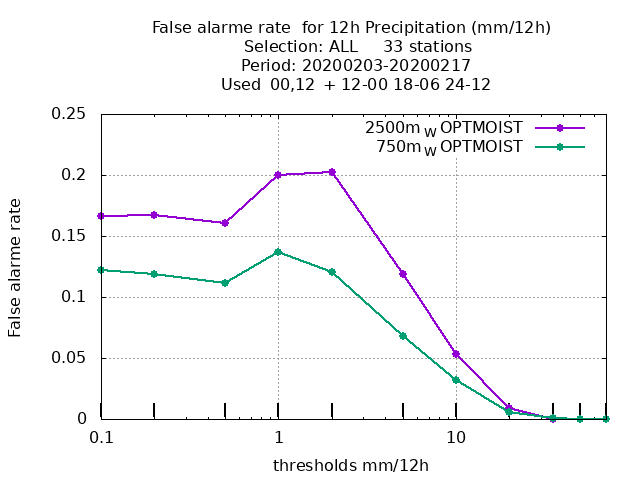 False alarme rate  for 12h Precipitation (mm/12h)
Selection: ALL     33 stations
Period: 20200203-20200217
Used  00,12  + 12-00 18-06 24-12
2500m_W OPTMOIST
750m_W OPTMOIST
False alarme rate
0.25
0.2
0.15
0.1
0.05
0
0.1 1 10
thresholds mm/12h